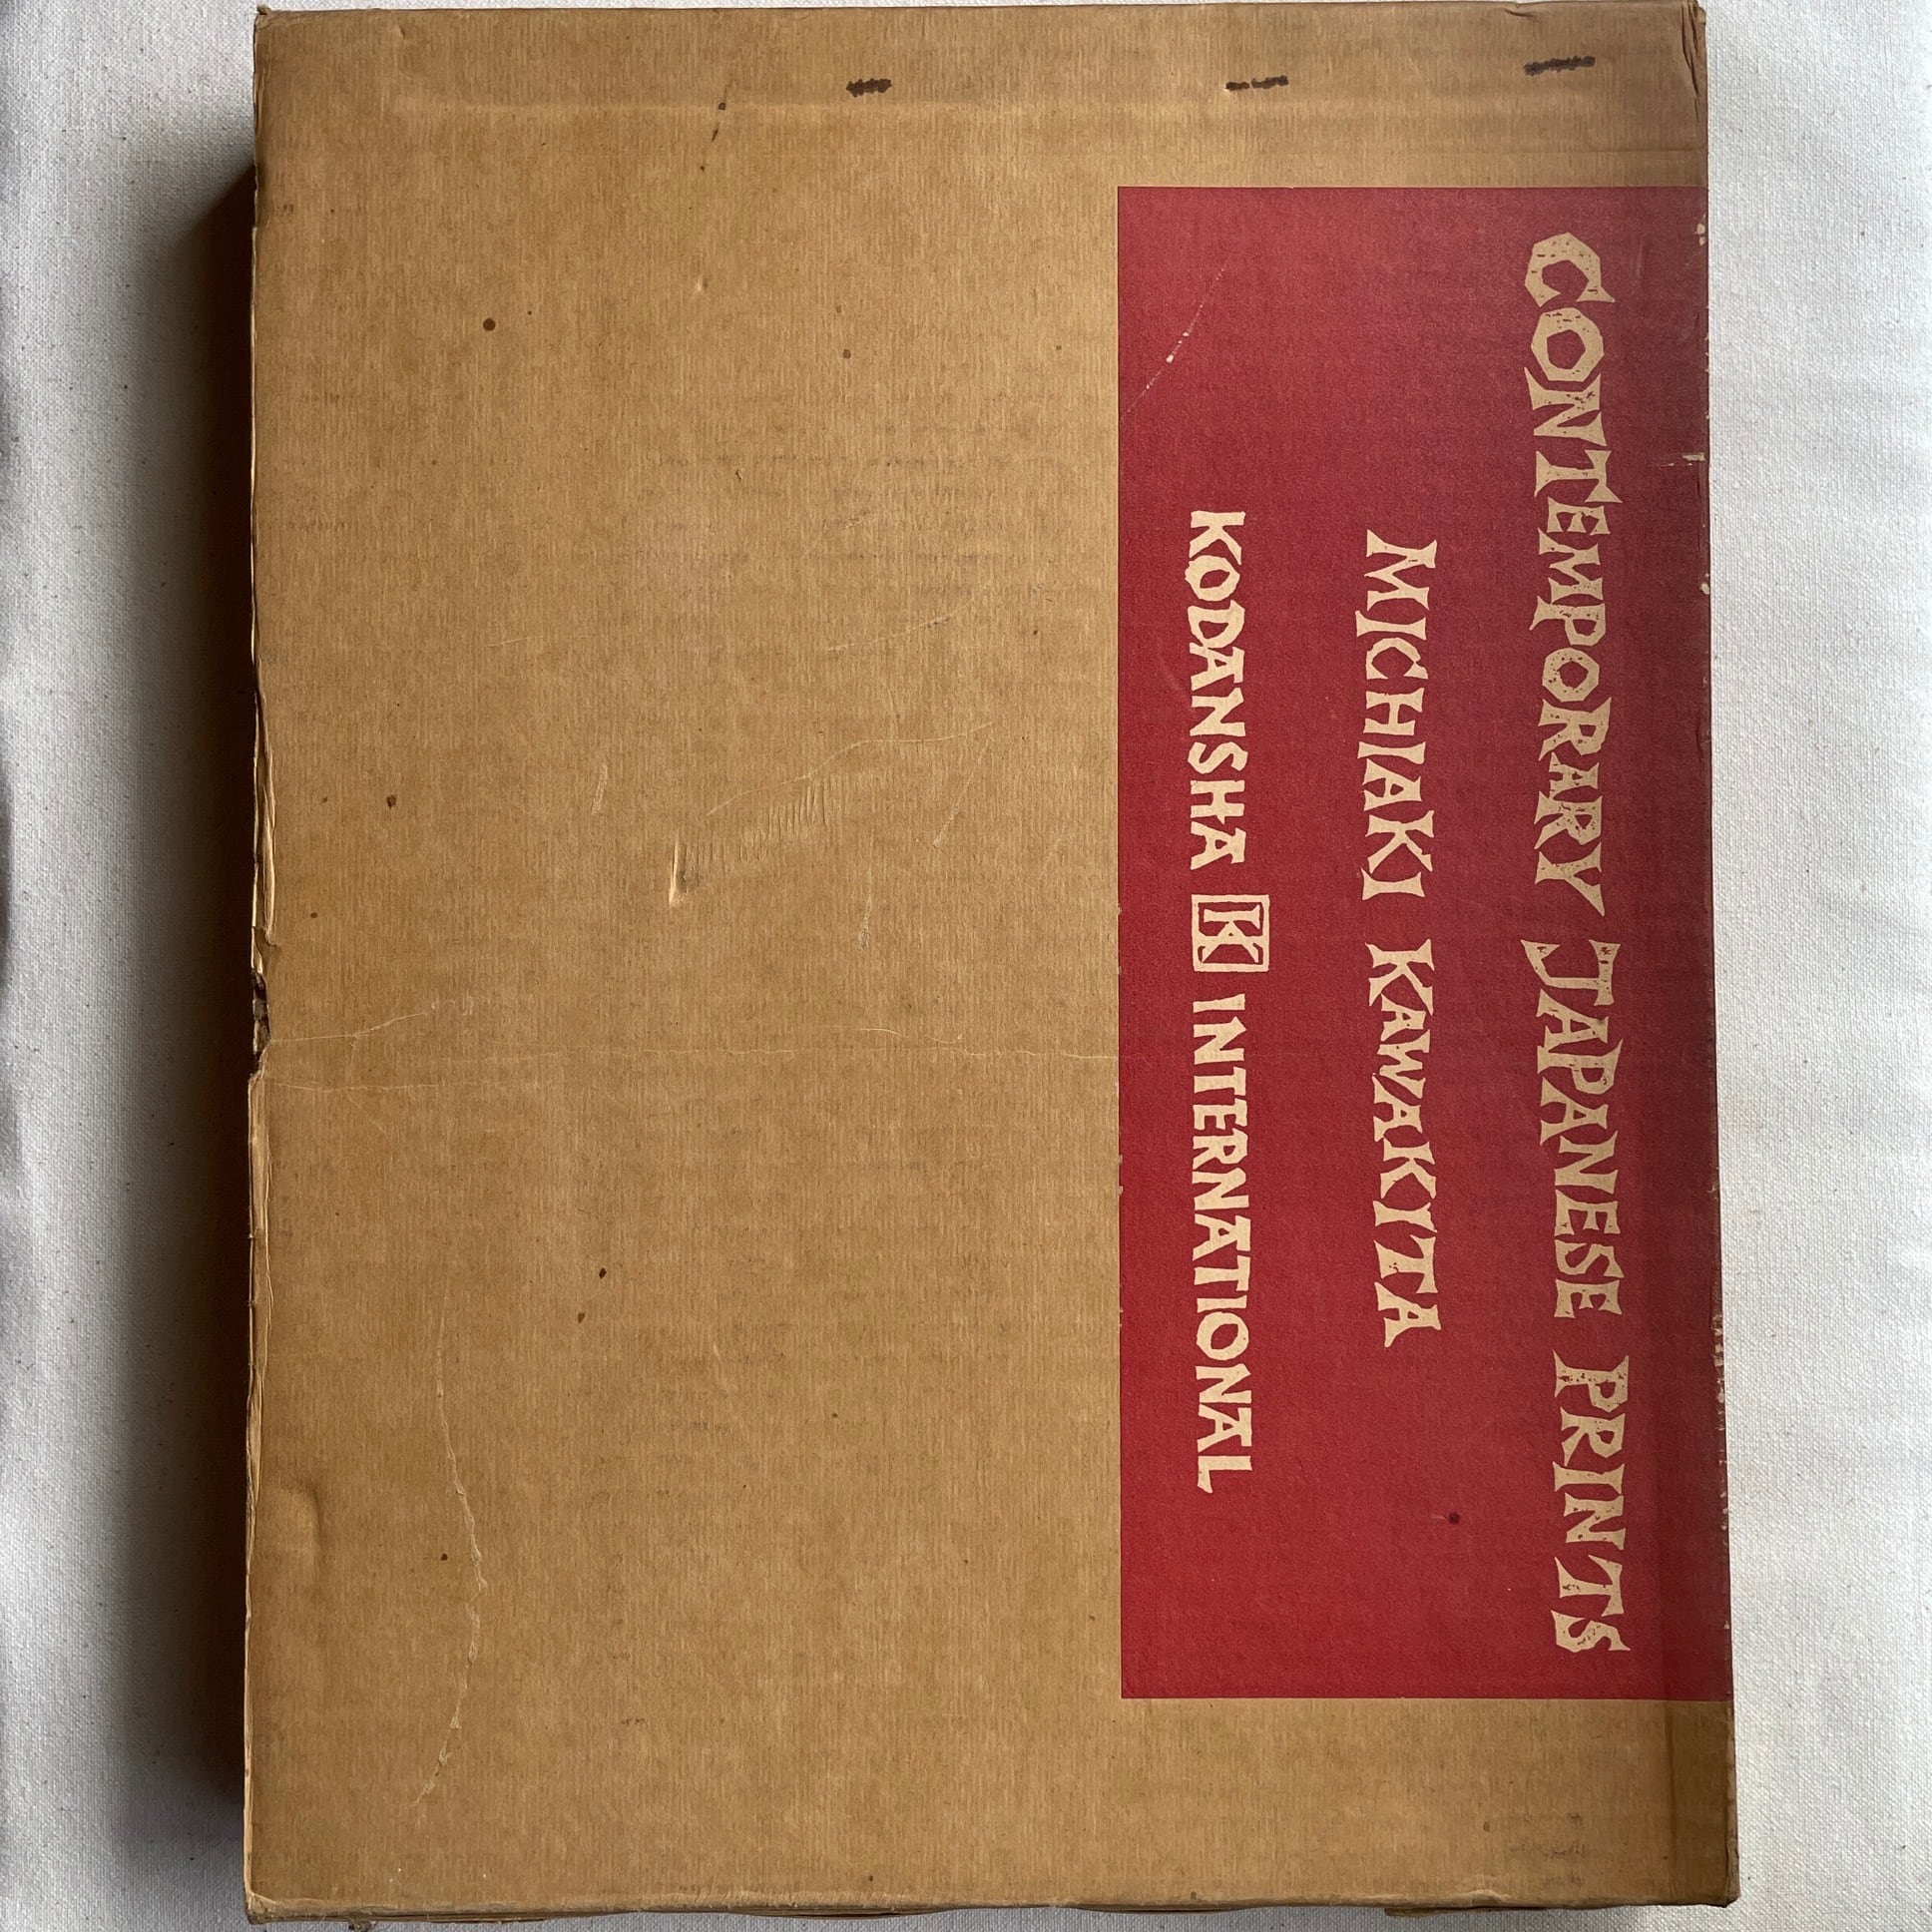 CONTEMPORARY JAPANESE PRINTS
MICHIAKI KAWAKITA
KODANSHA K INTERNATIONAL